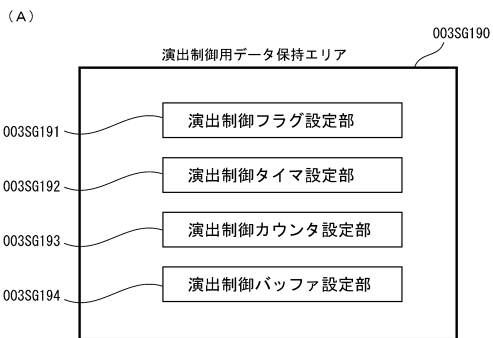 (A)
003SG190
演出制御用データ保持エリア
003SG191
演出制御フラグ設定部
003SG192
演出制御タイマ設定部
003SG193
演出制御カウンタ設定部
003SG194
演出制御バッファ設定部